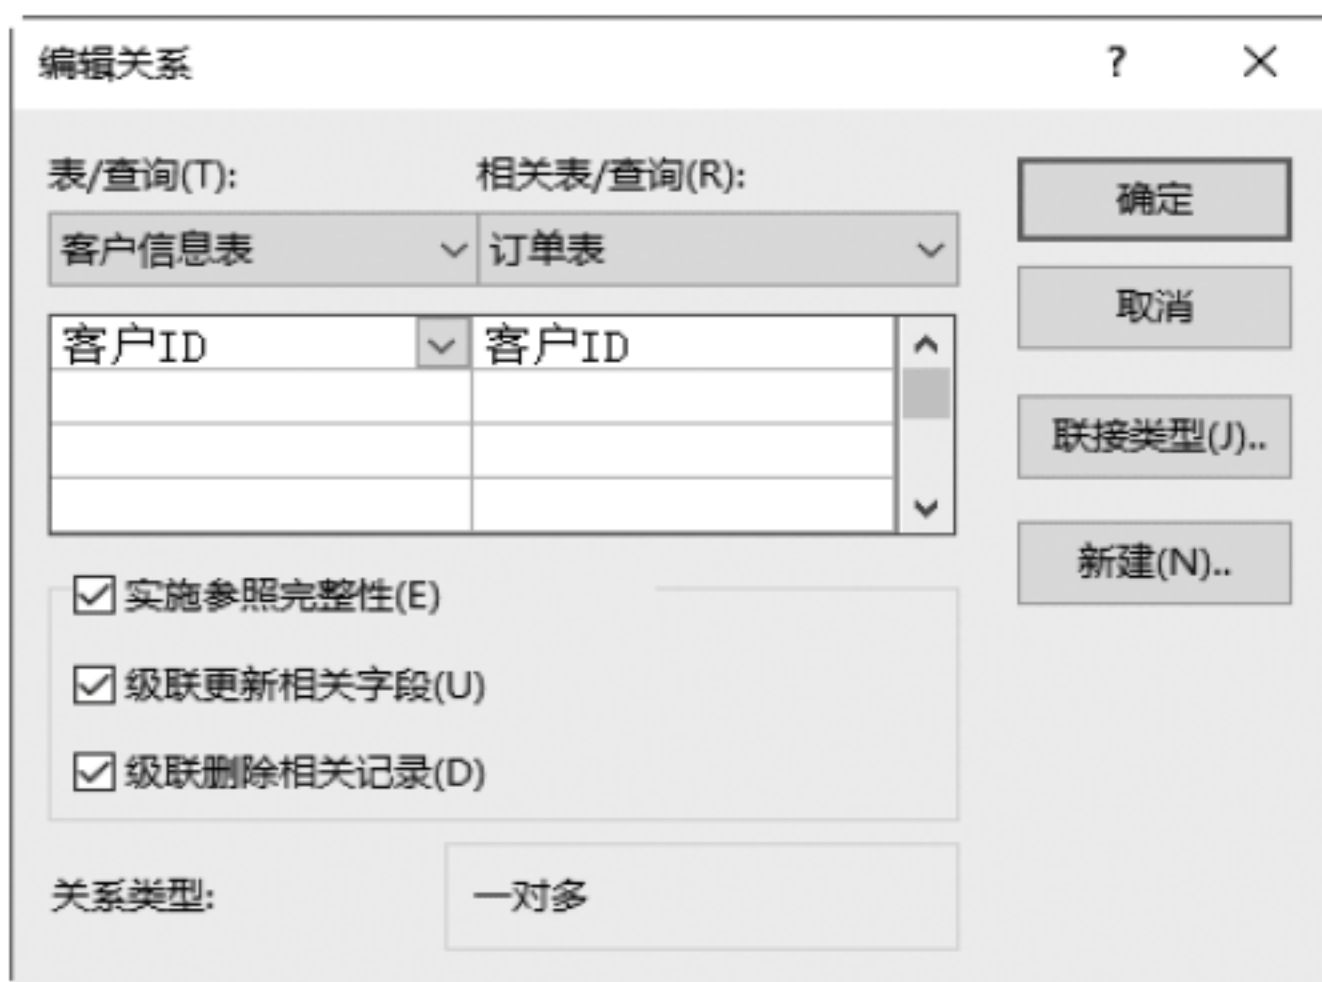 编辑关系
?
表/查询(T):
相关表/查询(R):
确定
客户信息表
订单表
取消
客户ID
客户ID
联接类型(J)..
新建(N)..
实施参照完整性(E)
级联更新相关字段(U)
级联删除相关记录(D)
关系类型:
一对多